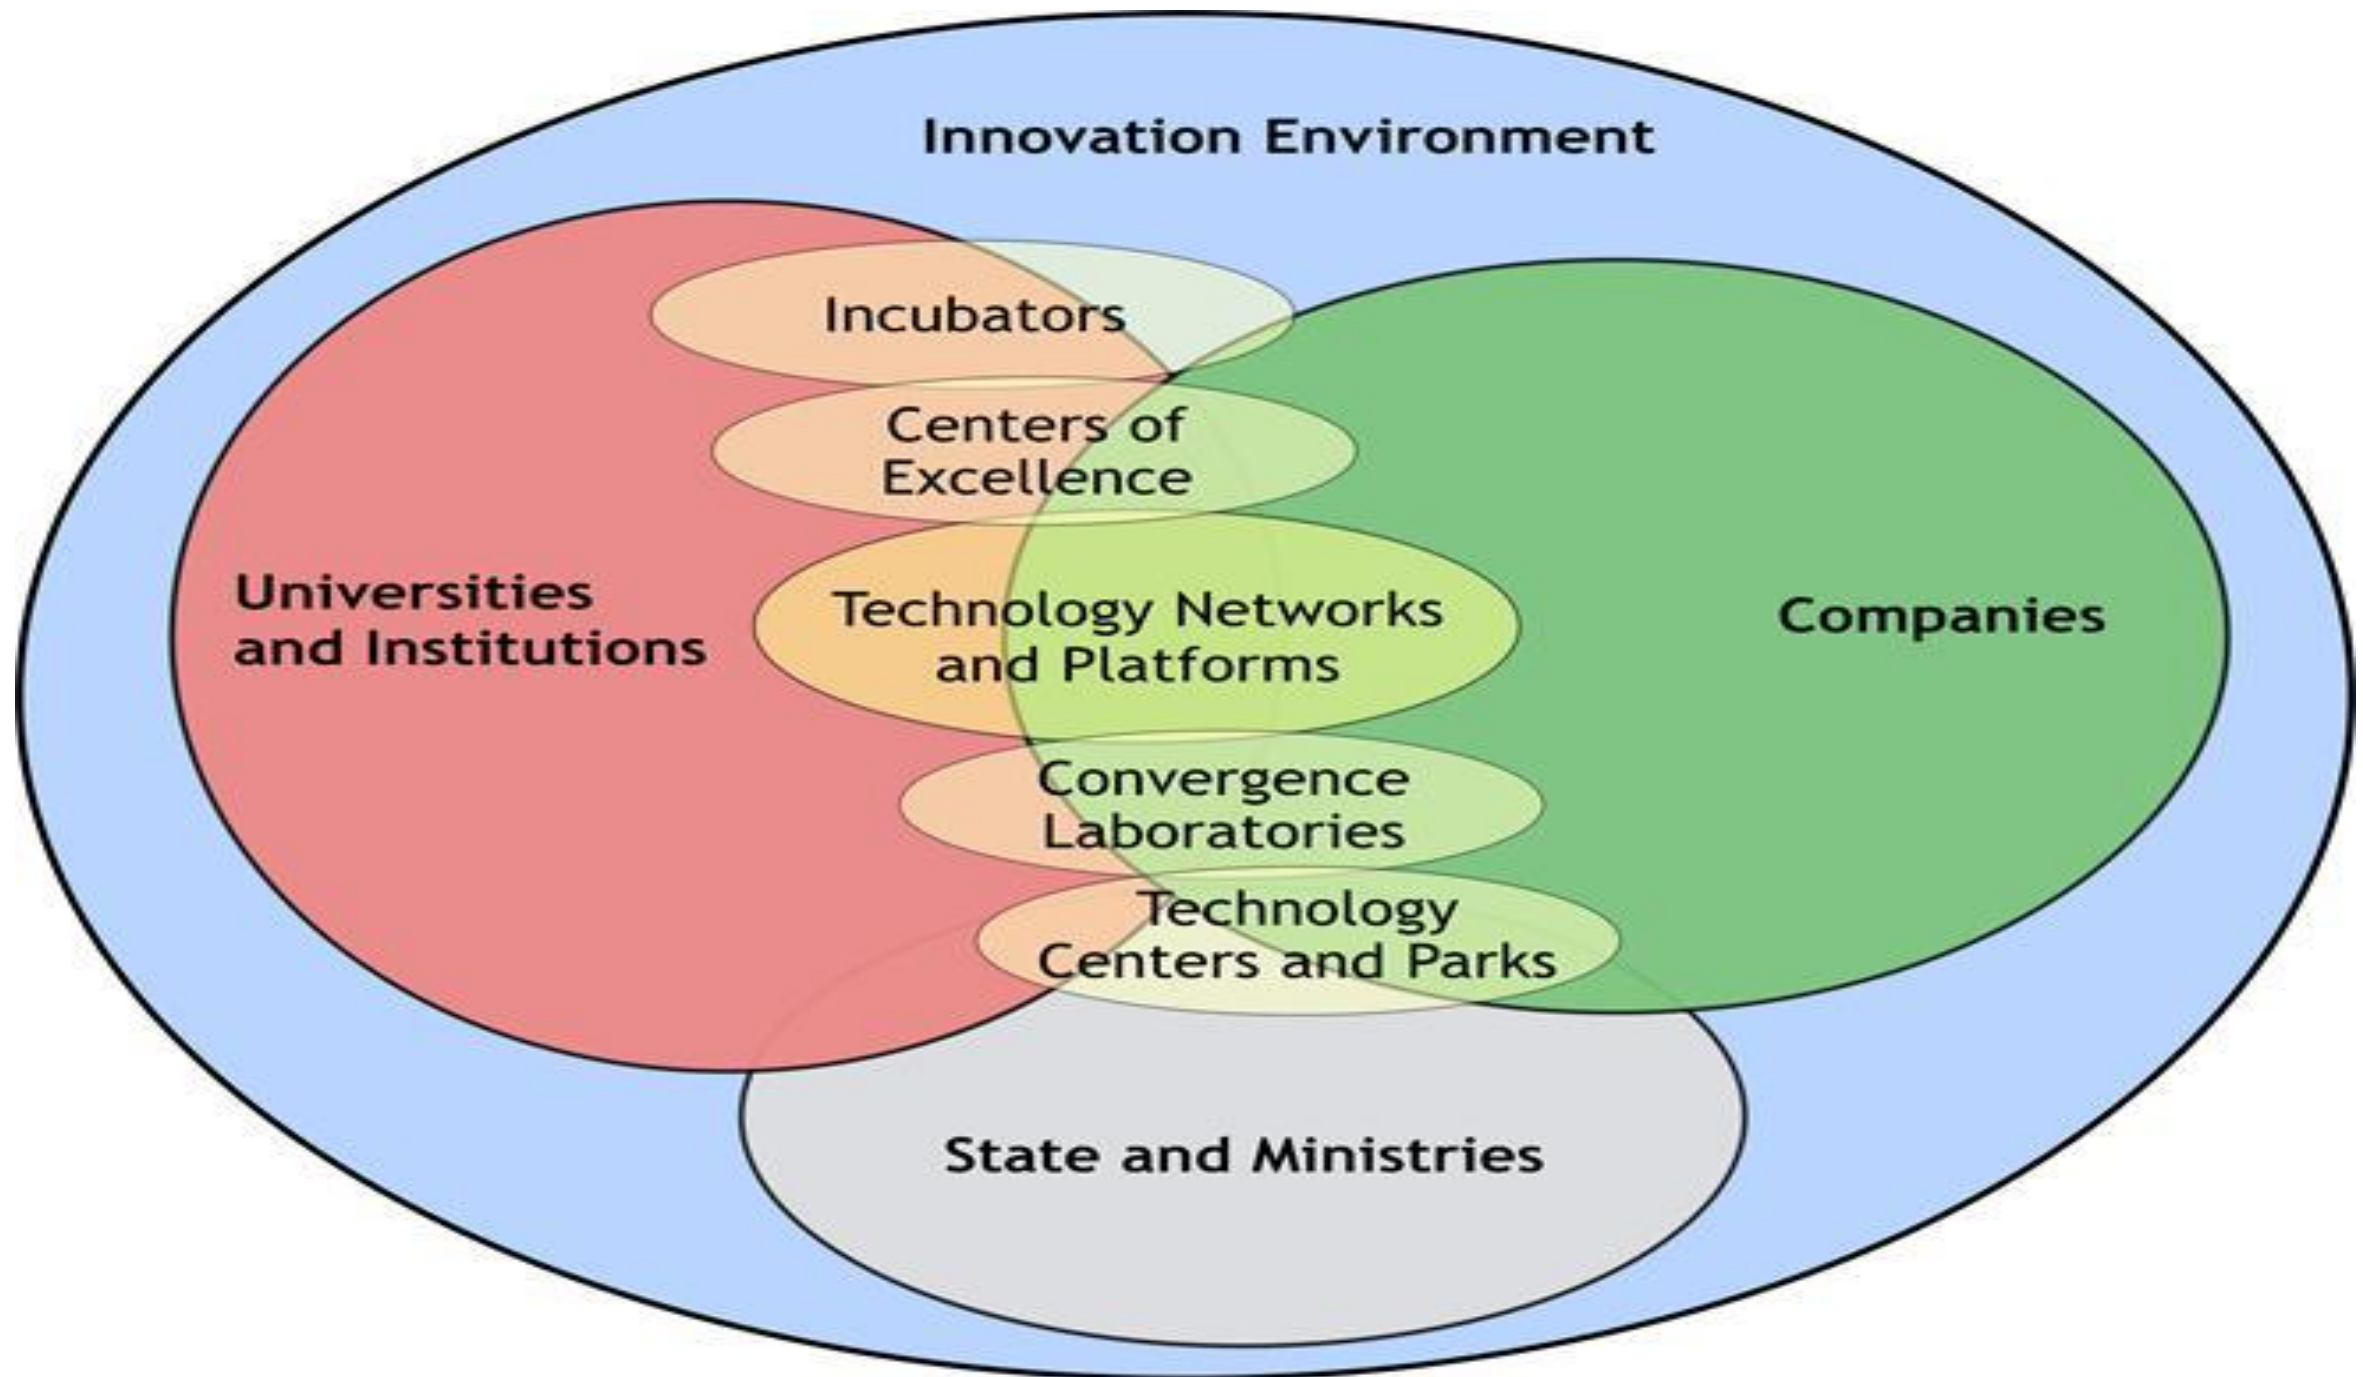 Innovation Environment
Incubators
Centers of
Excellence
Universities
and Institutions
Technology Networks
and Platforms
Companies
Convergence
Laboratories
Technology
Centers and Parks
State and Ministries